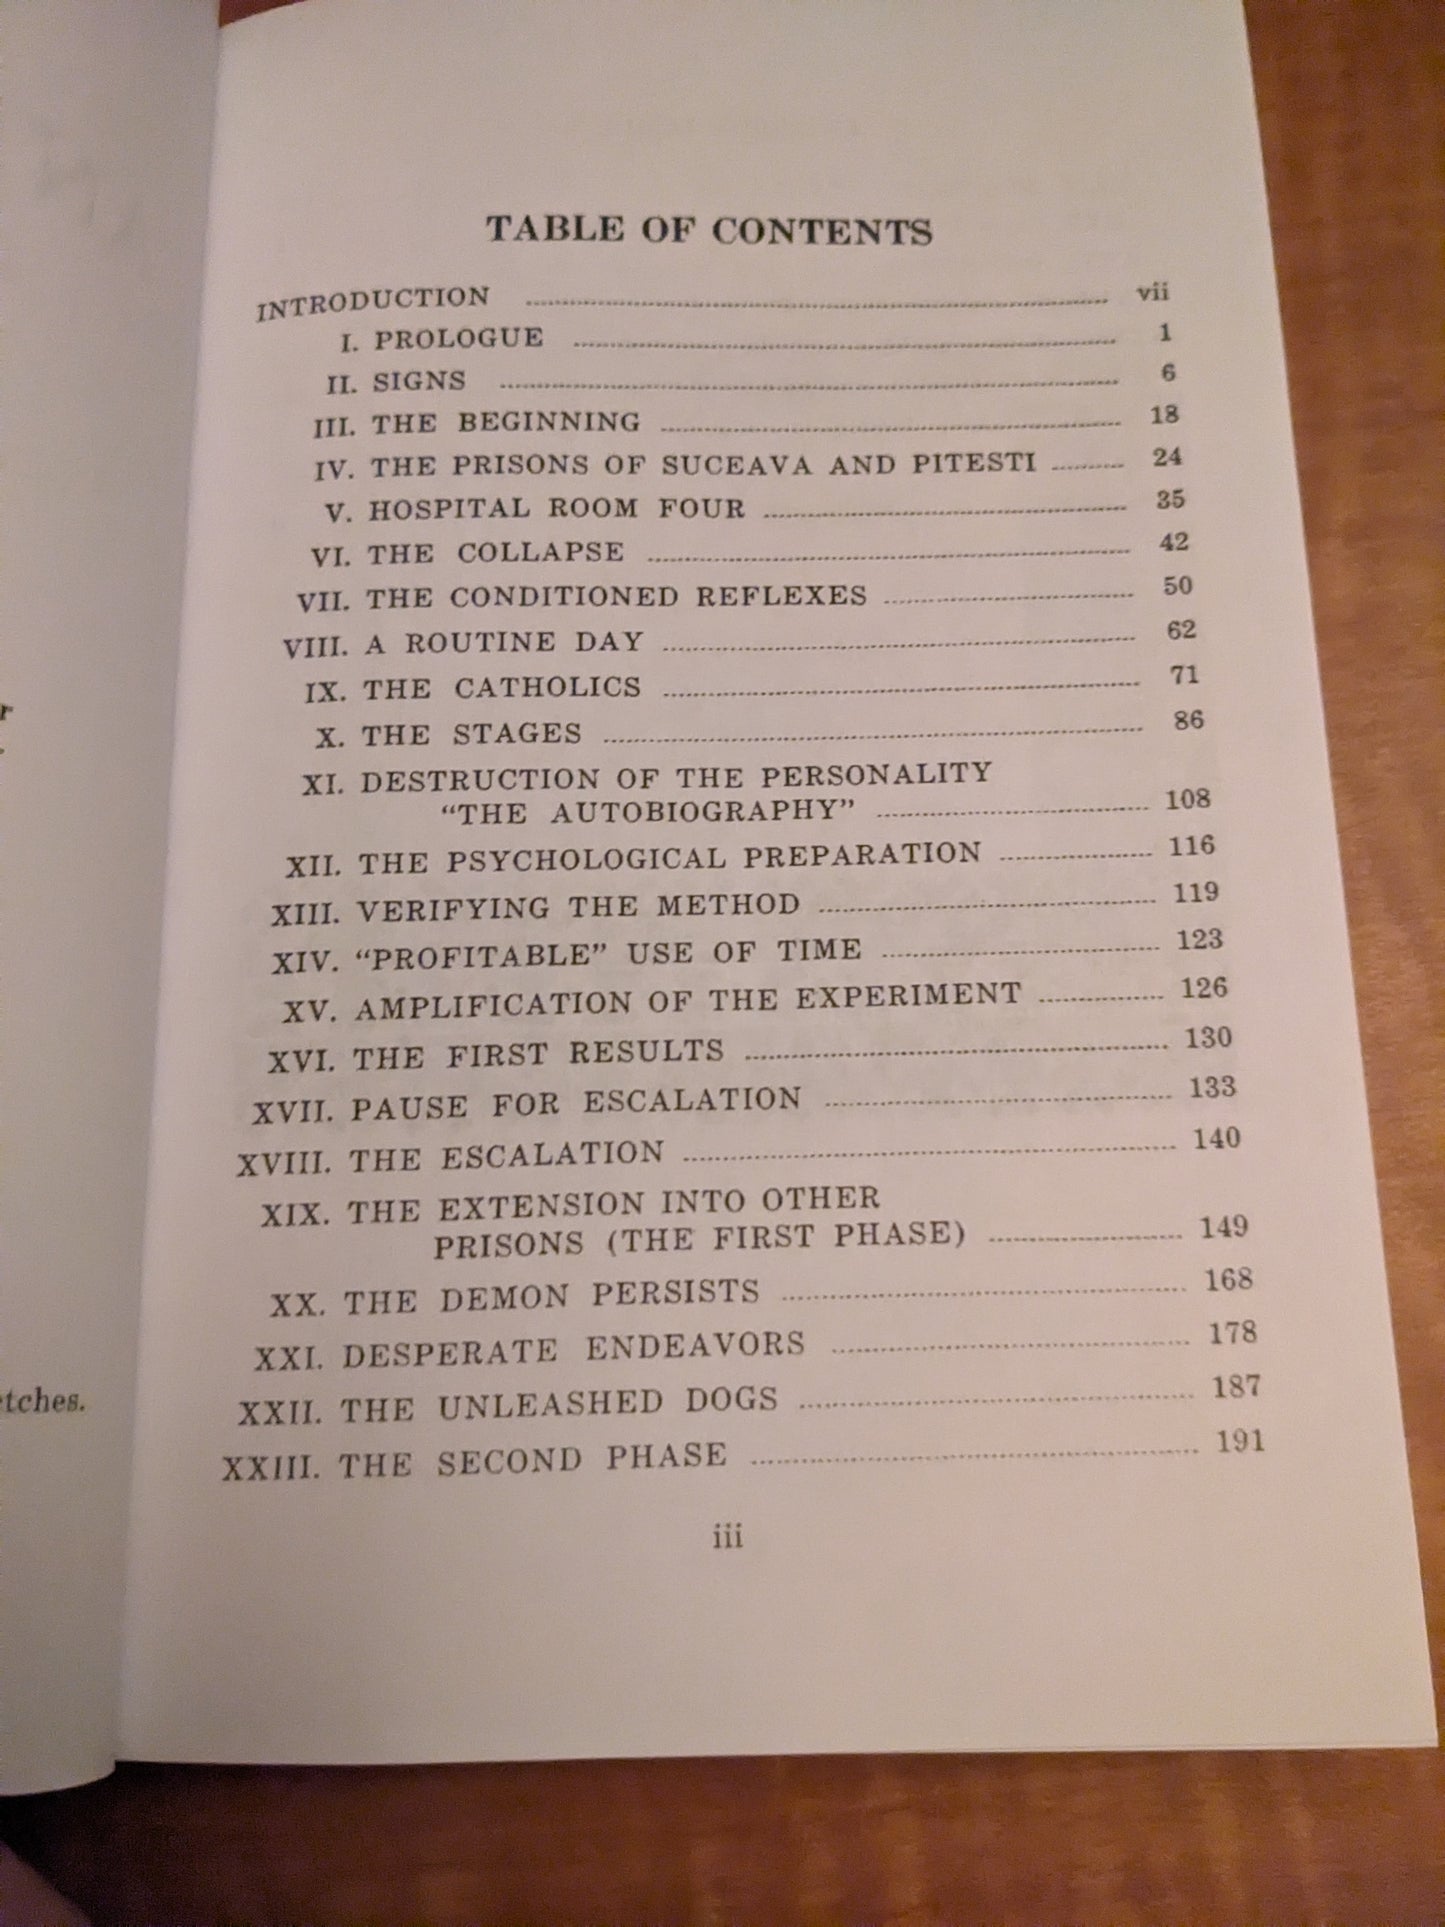 etches.
TABLE OF CONTENTS
INTRODUCTION ........ vii
I. PROLOGUE ........ 1
II. SIGNS ........ 6
III. THE BEGINNING ........ 18
IV. THE PRISONS OF SUCEAVA AND PITESTI ........ 24
V. HOSPITAL ROOM FOUR ........ 35
VI. THE COLLAPSE ........ 42
VII. THE CONDITIONED REFLEXES ........ 50
VIII. A ROUTINE DAY ........ 62
IX. THE CATHOLICS ........ 71
X. THE STAGES ........ 86
XI. DESTRUCTION OF THE PERSONALITY
“THE AUTOBIOGRAPHY” ........ 108
XII. THE PSYCHOLOGICAL PREPARATION ........ 116
XIII. VERIFYING THE METHOD ........ 119
XIV. “PROFITABLE” USE OF TIME ........ 123
XV. AMPLIFICATION OF THE EXPERIMENT ........ 126
XVI. THE FIRST RESULTS ........ 130
XVII. PAUSE FOR ESCALATION ........ 133
XVIII. THE ESCALATION ........ 140
XIX. THE EXTENSION INTO OTHER
PRISONS (THE FIRST PHASE) ........ 149
XX. THE DEMON PERSISTS ........ 168
XXI. DESPERATE ENDEAVORS ........ 178
XXII. THE UNLEASHED DOGS ........ 187
XXIII. THE SECOND PHASE ........ 191
iii